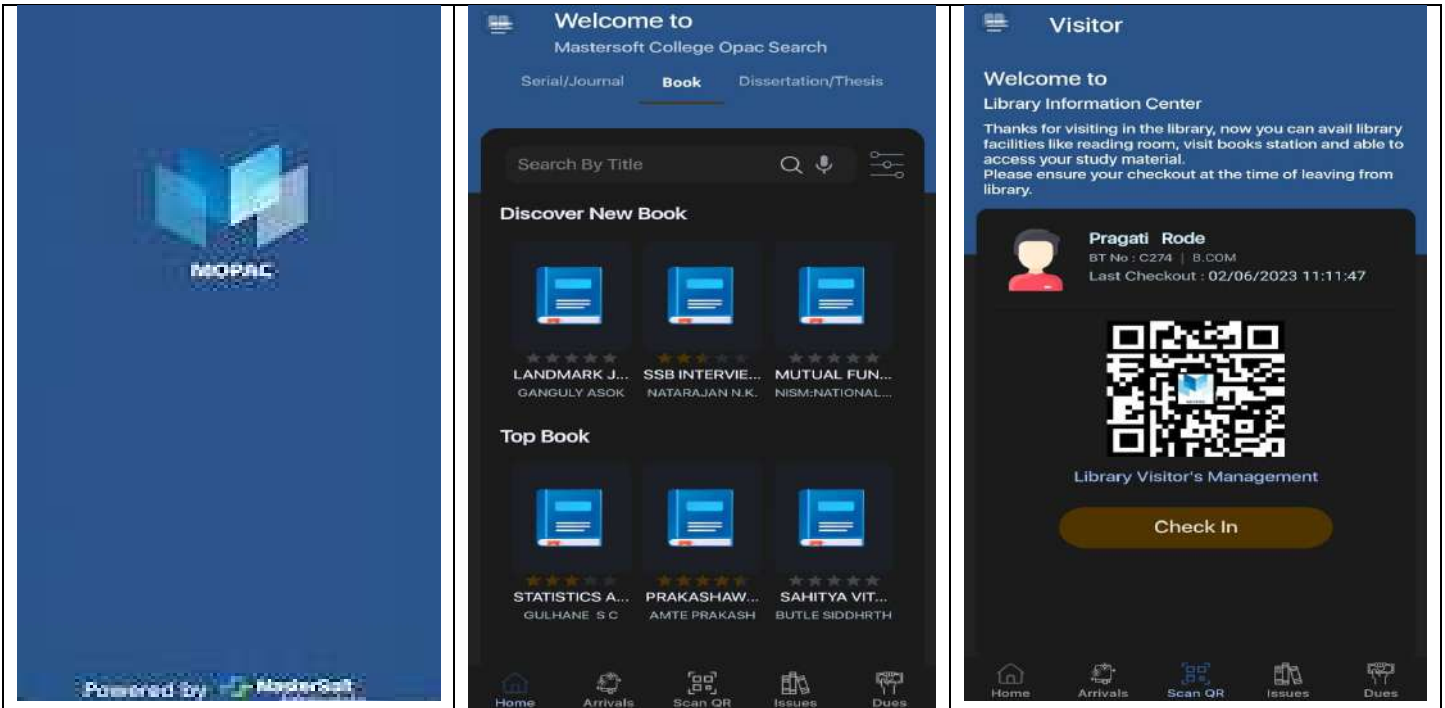 MOPAC
Powered by MasterSoft
Welcome to
Mastersoft College Opac Search
Serial/Journal Book Dissertation/Thesis
Search By Title
Discover New Book
LANDMARK J... SSB INTERVIE... MUTUAL FUN...
GANGULY ASOK NATARAJAN N.K. NISM:NATIONAL...
Top Book
STATISTICS A... PRAKASHAW... SAHITYA VIT...
GULHANE S C AMTE PRAKASH BUTLE SIDDHRTH
Home Arrivals Scan QR Issues Dues
Visitor
Welcome to
Library Information Center
Thanks for visiting in the library, now you can avail library
facilities like reading room, visit books station and able to
access your study material.
Please ensure your checkout at the time of leaving from
library.
Pragati Rode
BT No : C274 | B.COM
Last Checkout : 02/06/2023 11:11:47
Library Visitor's Management
Check In
Home Arrivals Scan QR Issues Dues